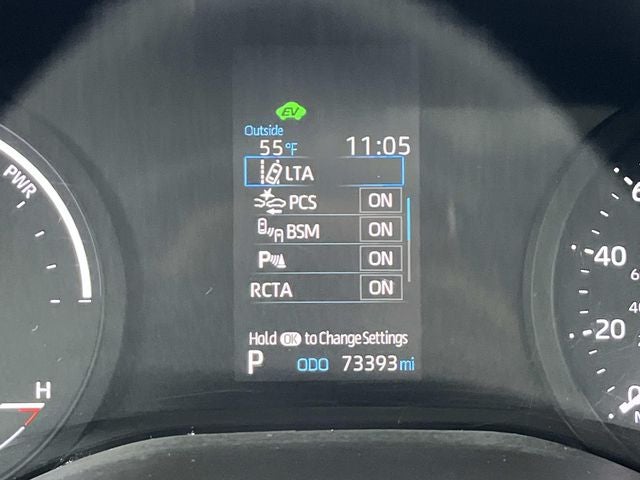 EV
Outside
55°F 11:05
LTA
PCS ON
BSM ON
P ON
RCTA ON
Hold OK to Change Settings
P ODO 73393 mi
PWR
H
40
20